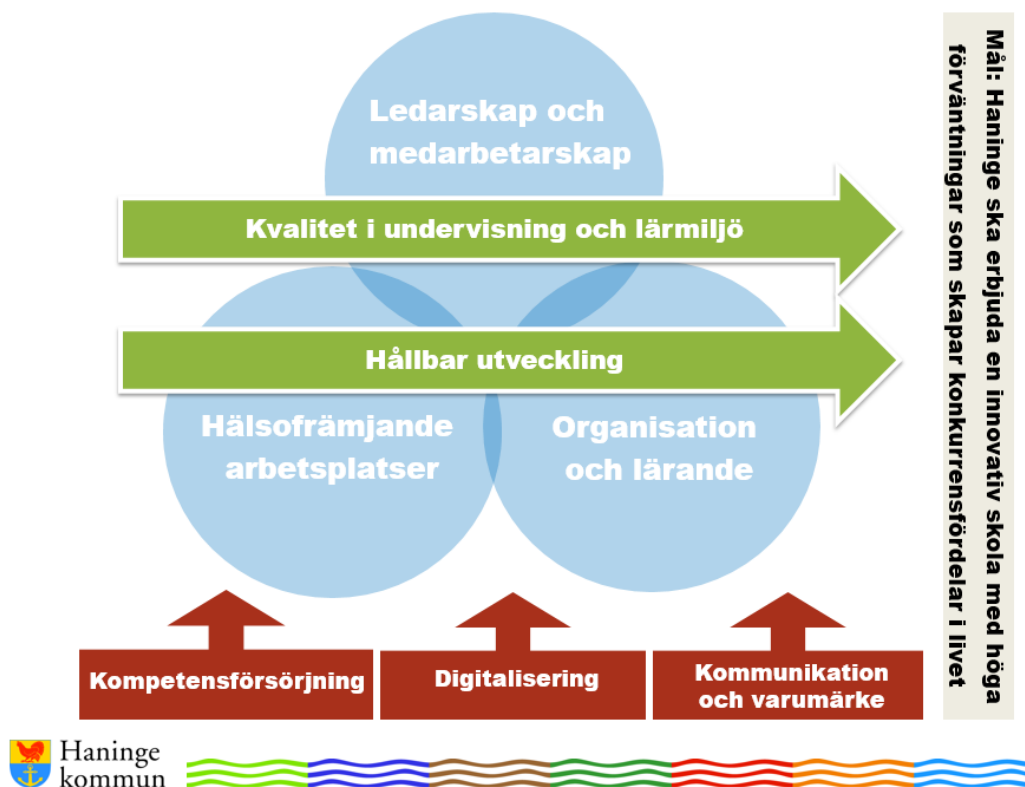 Ledarskap och
medarbetarskap
Kvalitet i undervisning och lärmiljö
Hållbar utveckling
Hälsofrämjande
arbetsplatser
Organisation
och lärande
Kompetensförsörjning
Digitalisering
Kommunikation
och varumärke
Mål: Haninge ska erbjuda en innovativ skola med höga
förväntningar som skapar konkurrensfördelar i livet
Haninge
kommun